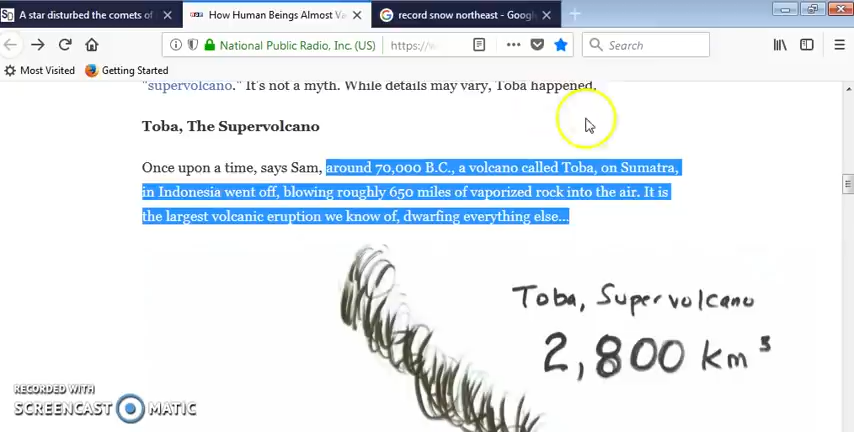 A star disturbed the comets of
How Human Beings Almost Va
record snow northeast - Googl
National Public Radio, Inc. (US)
https://w
Search
Most Visited
Getting Started
"supervolcano." It's not a myth. While details may vary, Toba happened.
Toba, The Supervolcano
Once upon a time, says Sam, around 70,000 B.C., a volcano called Toba, on Sumatra,
in Indonesia went off, blowing roughly 650 miles of vaporized rock into the air. It is
the largest volcanic eruption we know of, dwarfing everything else...
Toba, Supervolcano
2,800 km³
RECORDED WITH
SCREENCAST MATIC